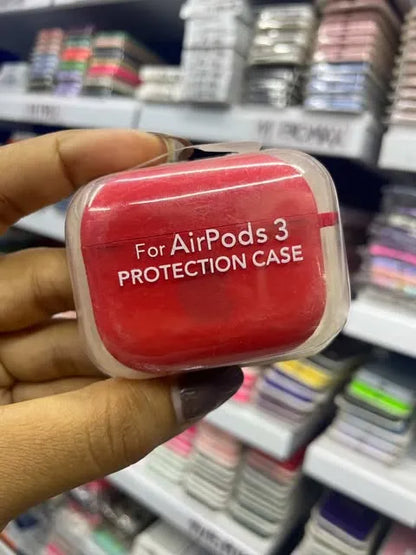 For AirPods 3
PROTECTION CASE